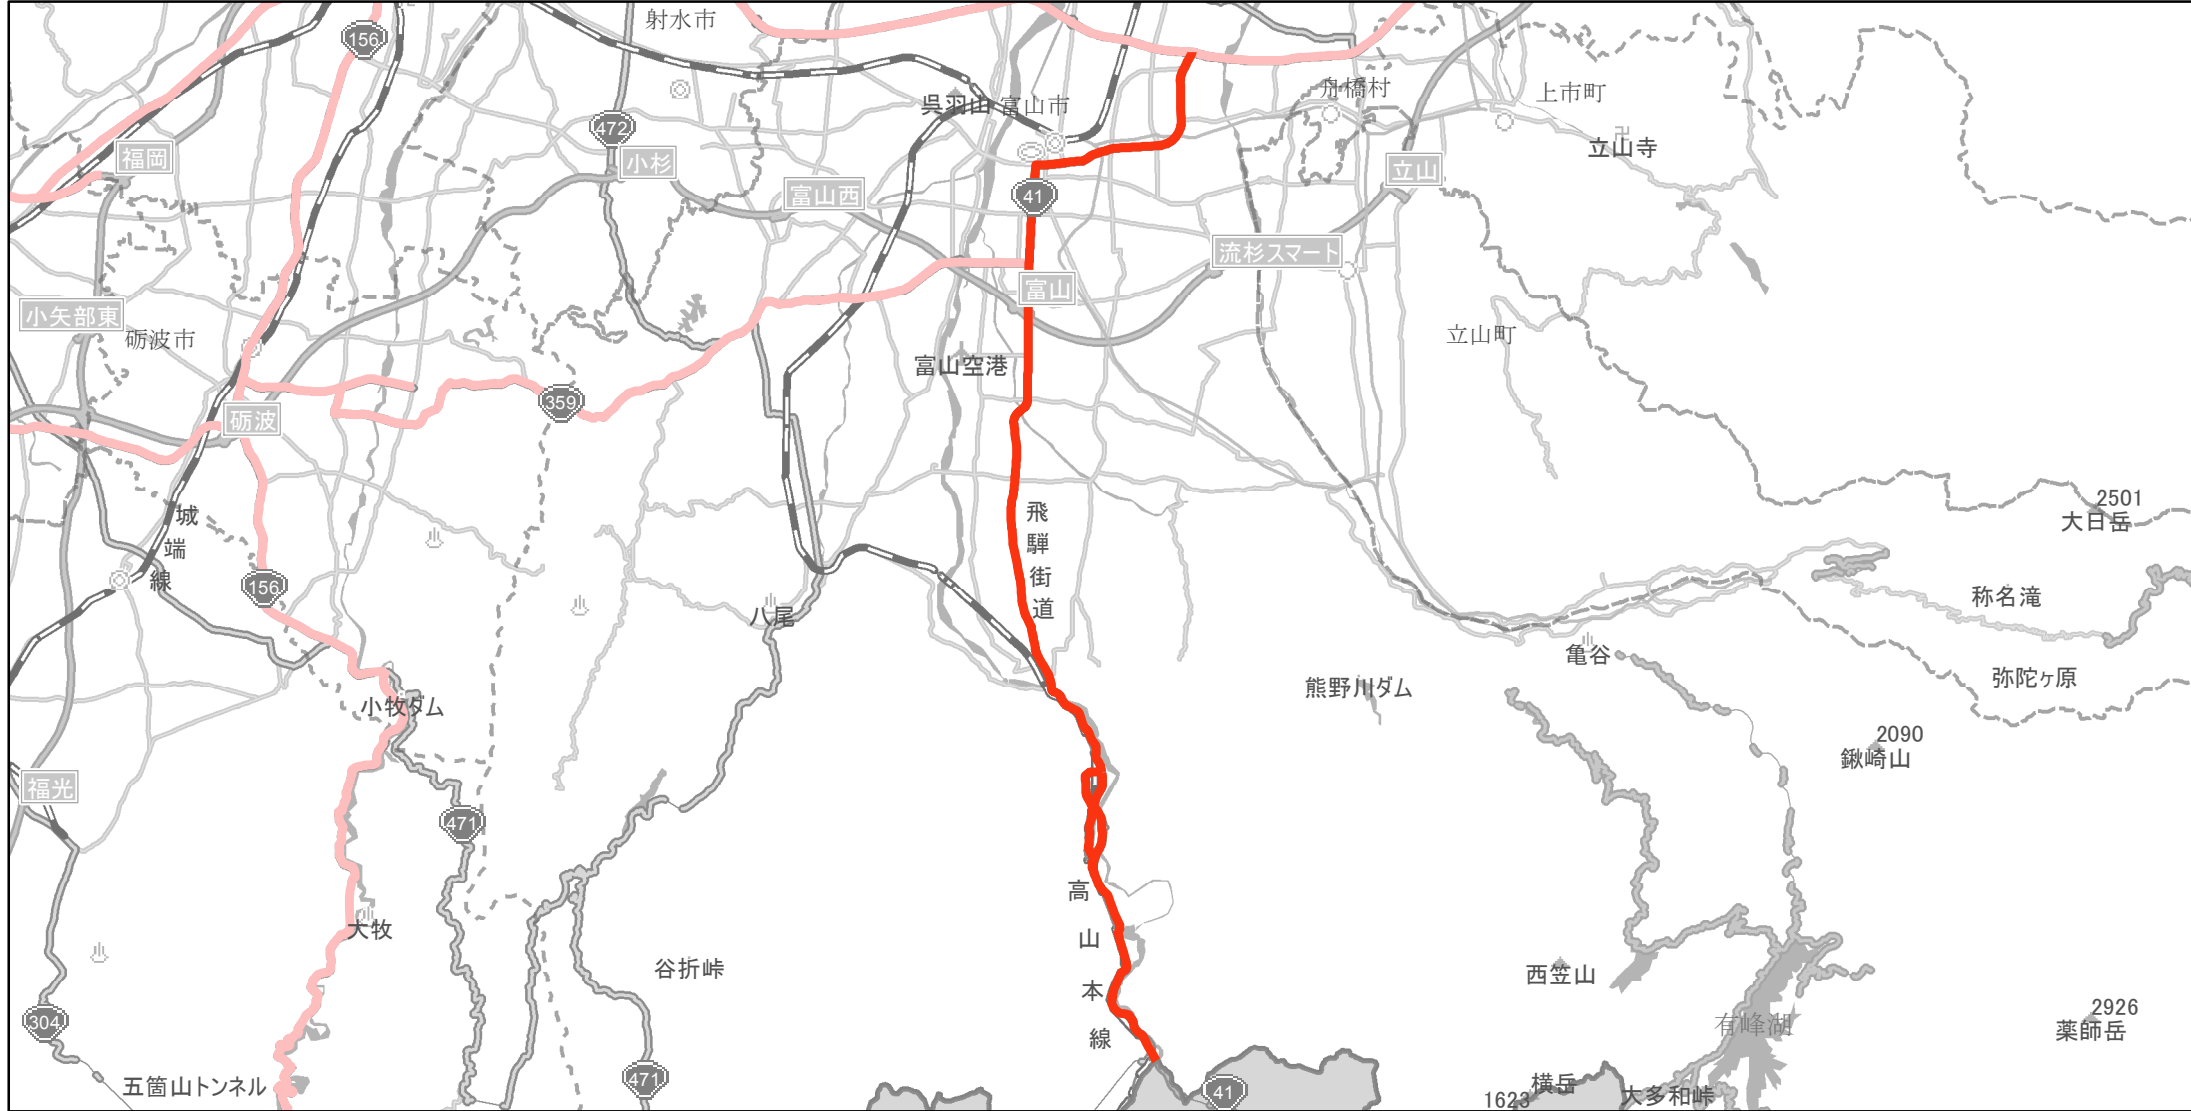 射水市
156
呉羽山
富山市
舟橋村
上市町
立山寺
472
福岡
小杉
富山西
41
立山
流杉スマート
富山
小矢部東
砺波市
立山町
富山空港
359
砺波
城端線
飛騨街道
2501
大日岳
156
八尾
称名滝
亀谷
弥陀ヶ原
熊野川ダム
小牧ダム
2090
鍬崎山
福光
471
高山本線
大牧
谷折峠
西笠山
304
有峰湖
2926
薬師岳
五箇山トンネル
471
41
横岳
1623
大多和峠